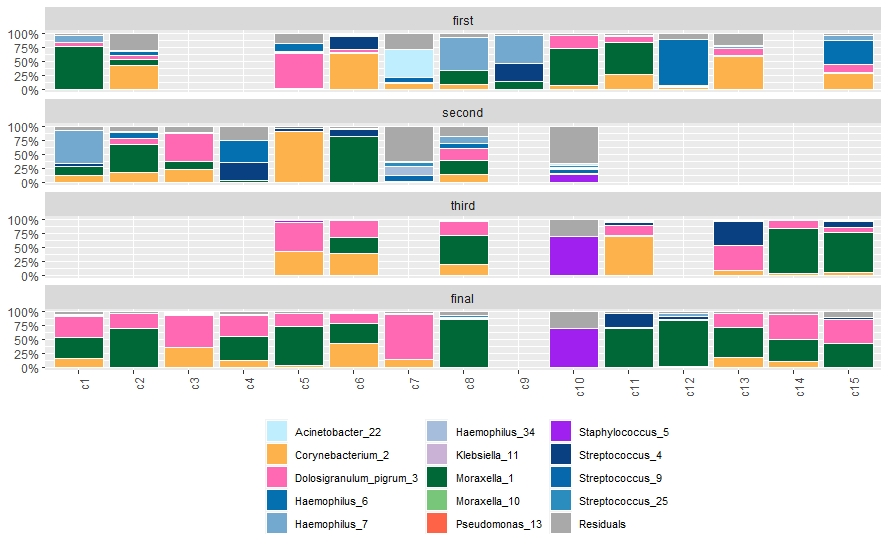 first
100%
75%
50%
25%
0%
second
100%
75%
50%
25%
0%
third
100%
75%
50%
25%
0%
final
100%
75%
50%
25%
0%
c1 c2 c3 c4 c5 c6 c7 c8 c9 c10 c11 c12 c13 c14 c15
Acinetobacter_22 Haemophilus_34 Staphylococcus_5
Corynebacterium_2 Klebsiella_11 Streptococcus_4
Dolosigranulum_pigrum_3 Moraxella_1 Streptococcus_9
Haemophilus_6 Moraxella_10 Streptococcus_25
Haemophilus_7 Pseudomonas_13 Residuals